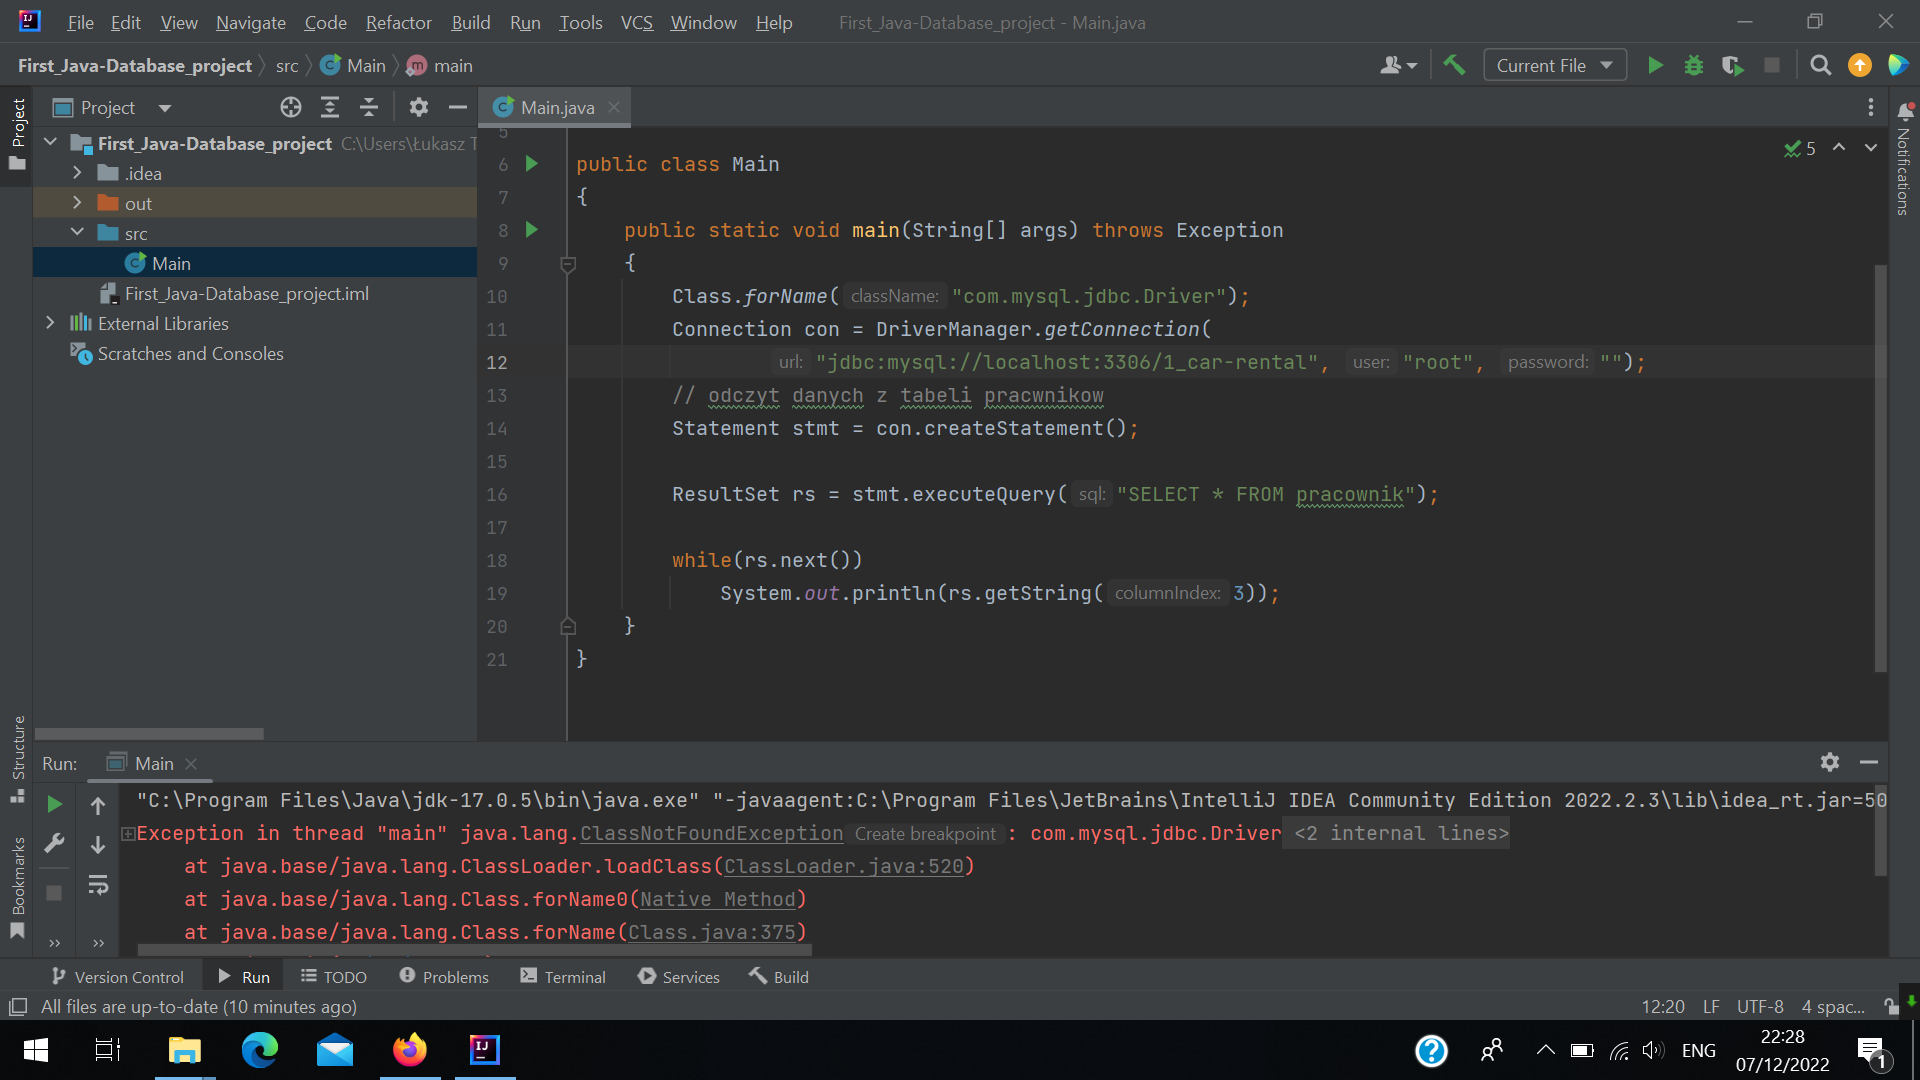 File Edit View Navigate Code Refactor Build Run Tools VCS Window Help First_Java-Database_project - Main.java
First_Java-Database_project src Main main Current File
Project
Project
Main.java
Notifications
First_Java-Database_project C:\Users\Łukasz T
.idea
out
src
Main
First_Java-Database_project.iml
External Libraries
Scratches and Consoles
5
5
6 public class Main
7 {
8 public static void main(String[] args) throws Exception
9 {
10 Class.forName( className: "com.mysql.jdbc.Driver");
11 Connection con = DriverManager.getConnection(
12 url: "jdbc:mysql://localhost:3306/1_car-rental", user: "root", password: "");
13 // odczyt danych z tabeli pracwnikow
14 Statement stmt = con.createStatement();
15
16 ResultSet rs = stmt.executeQuery( sql: "SELECT * FROM pracownik");
17
18 while(rs.next())
19 System.out.println(rs.getString( columnIndex: 3));
20 }
21 }
Structure
Bookmarks
Run: Main
"C:\Program Files\Java\jdk-17.0.5\bin\java.exe" "-javaagent:C:\Program Files\JetBrains\IntelliJ IDEA Community Edition 2022.2.3\lib\idea_rt.jar=50
Exception in thread "main" java.lang.ClassNotFoundException Create breakpoint : com.mysql.jdbc.Driver <2 internal lines>
at java.base/java.lang.ClassLoader.loadClass(ClassLoader.java:520)
at java.base/java.lang.Class.forName0(Native Method)
at java.base/java.lang.Class.forName(Class.java:375)
Version Control Run TODO Problems Terminal Services Build
All files are up-to-date (10 minutes ago) 12:20 LF UTF-8 4 spac...
ENG 22:28
07/12/2022
1